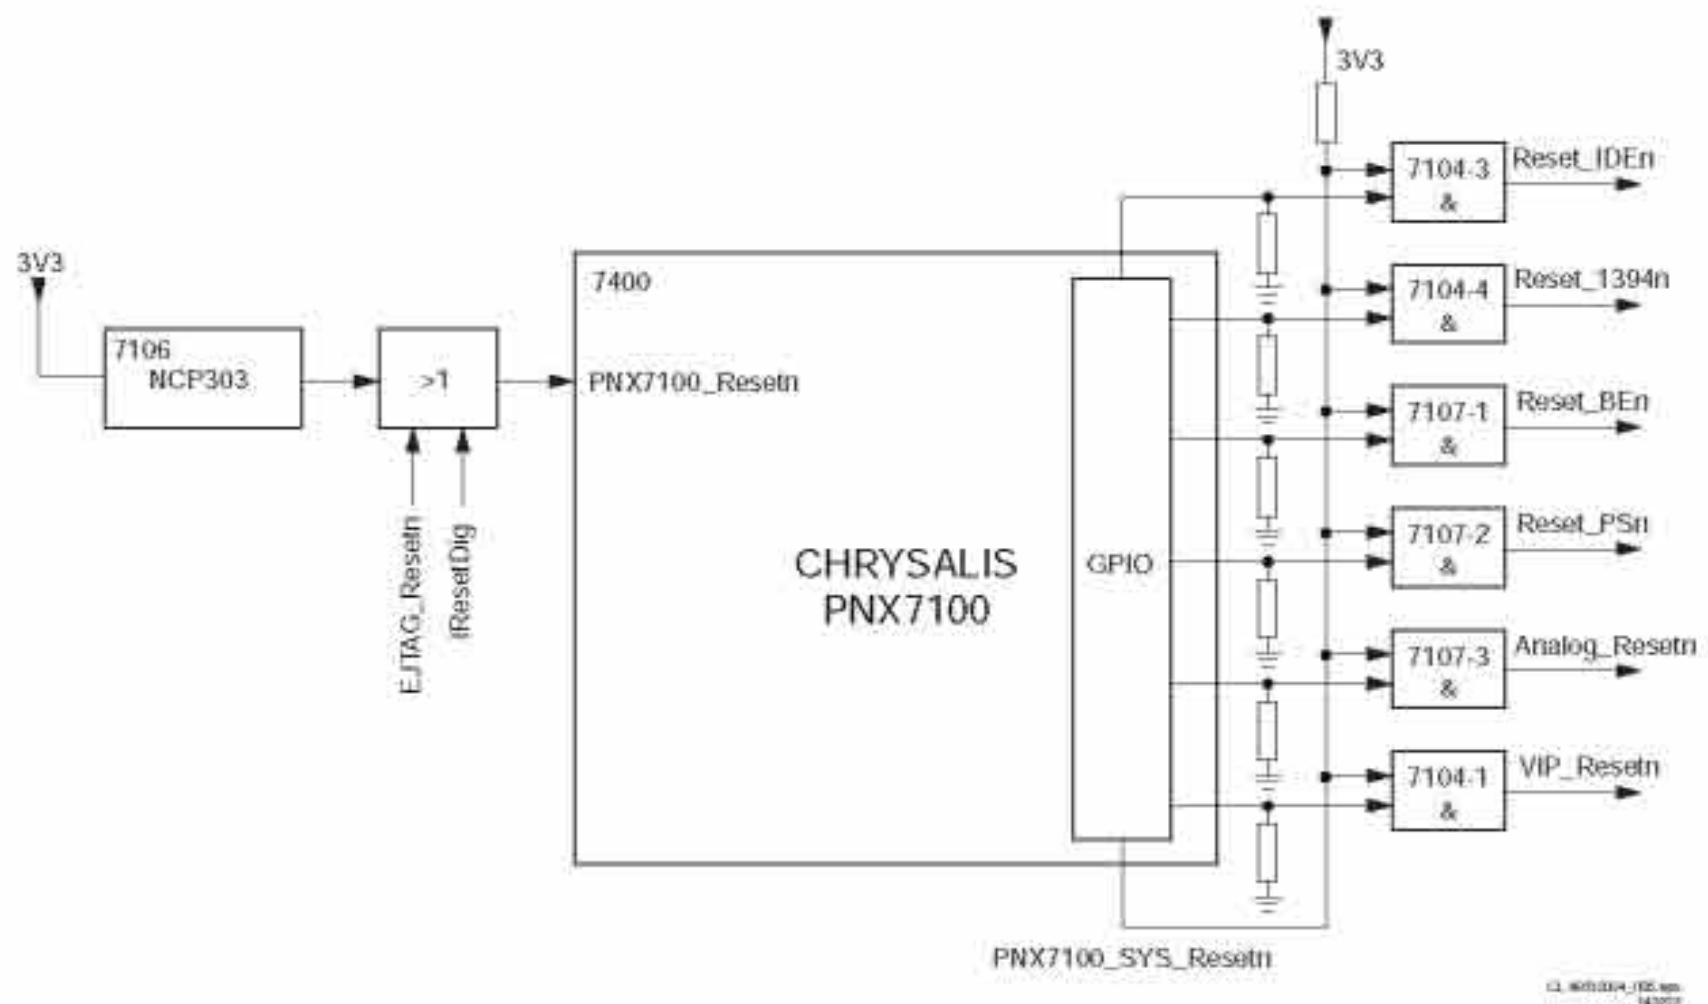 3V3
7104-3
&
Reset_IDEn
7104-4
&
Reset_1394n
3V3
7400
7106
NCP303
>1
PNX7100_Resetn
7107-1
&
Reset_BEn
EJTAG_Resetn
IResetDig
CHRYSALIS
PNX7100
GPIO
7107-2
&
Reset_PSn
7107-3
&
Analog_Resetn
7104-1
&
VIP_Resetn
PNX7100_SYS_Resetn